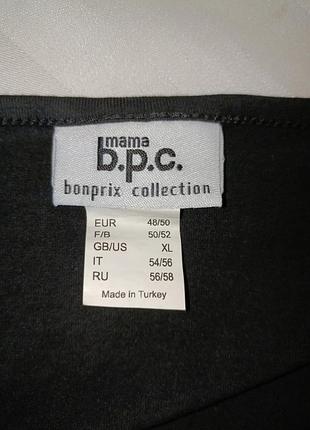 mama
b.p.c.
bonprix collection
EUR 48/50
F/B 50/52
GB/US XL
IT 54/56
RU 56/58
Made in Turkey